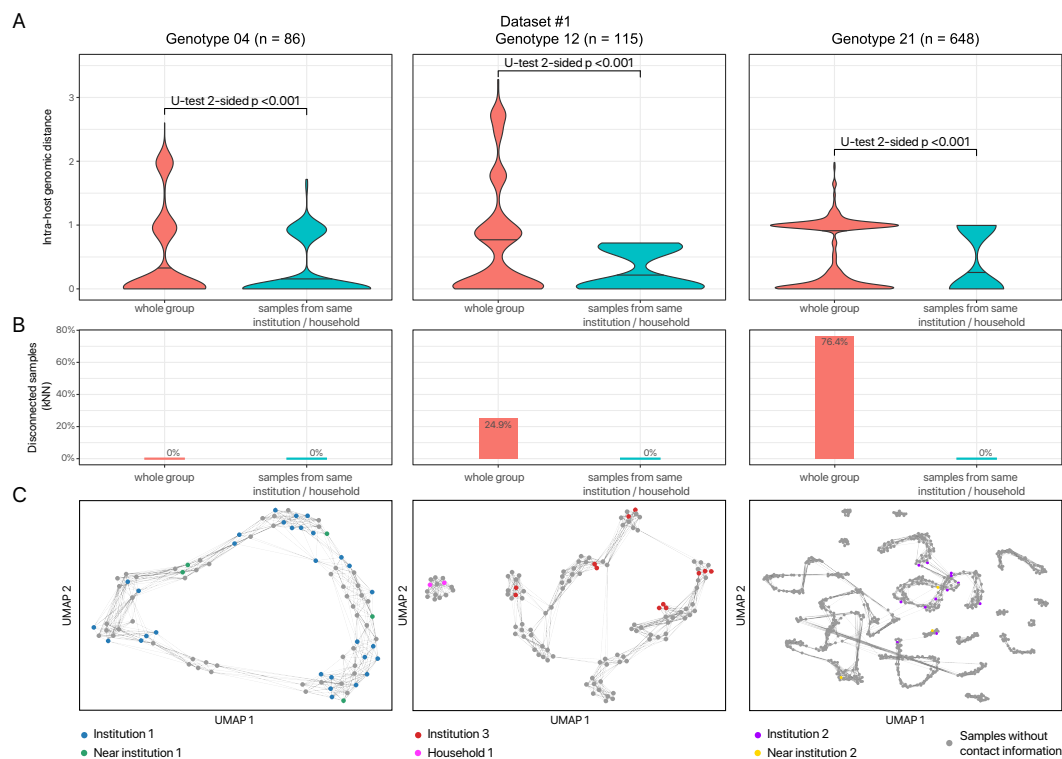 A
Dataset #1
Genotype 04 (n = 86)
Genotype 12 (n = 115)
Genotype 21 (n = 648)
Intra-host genomic distance
3
2
1
0
U-test 2-sided p <0.001
U-test 2-sided p <0.001
U-test 2-sided p <0.001
whole group
samples from same
institution / household
whole group
samples from same
institution / household
whole group
samples from same
institution / household
B
Disconnected samples
(kNN)
80%
60%
40%
20%
0%
0%
0%
24.9%
0%
76.4%
0%
whole group
samples from same
institution / household
whole group
samples from same
institution / household
whole group
samples from same
institution / household
C
UMAP 2
UMAP 2
UMAP 2
UMAP 1
UMAP 1
UMAP 1
Institution 1
Near institution 1
Institution 3
Household 1
Institution 2
Near institution 2
Samples without
contact information